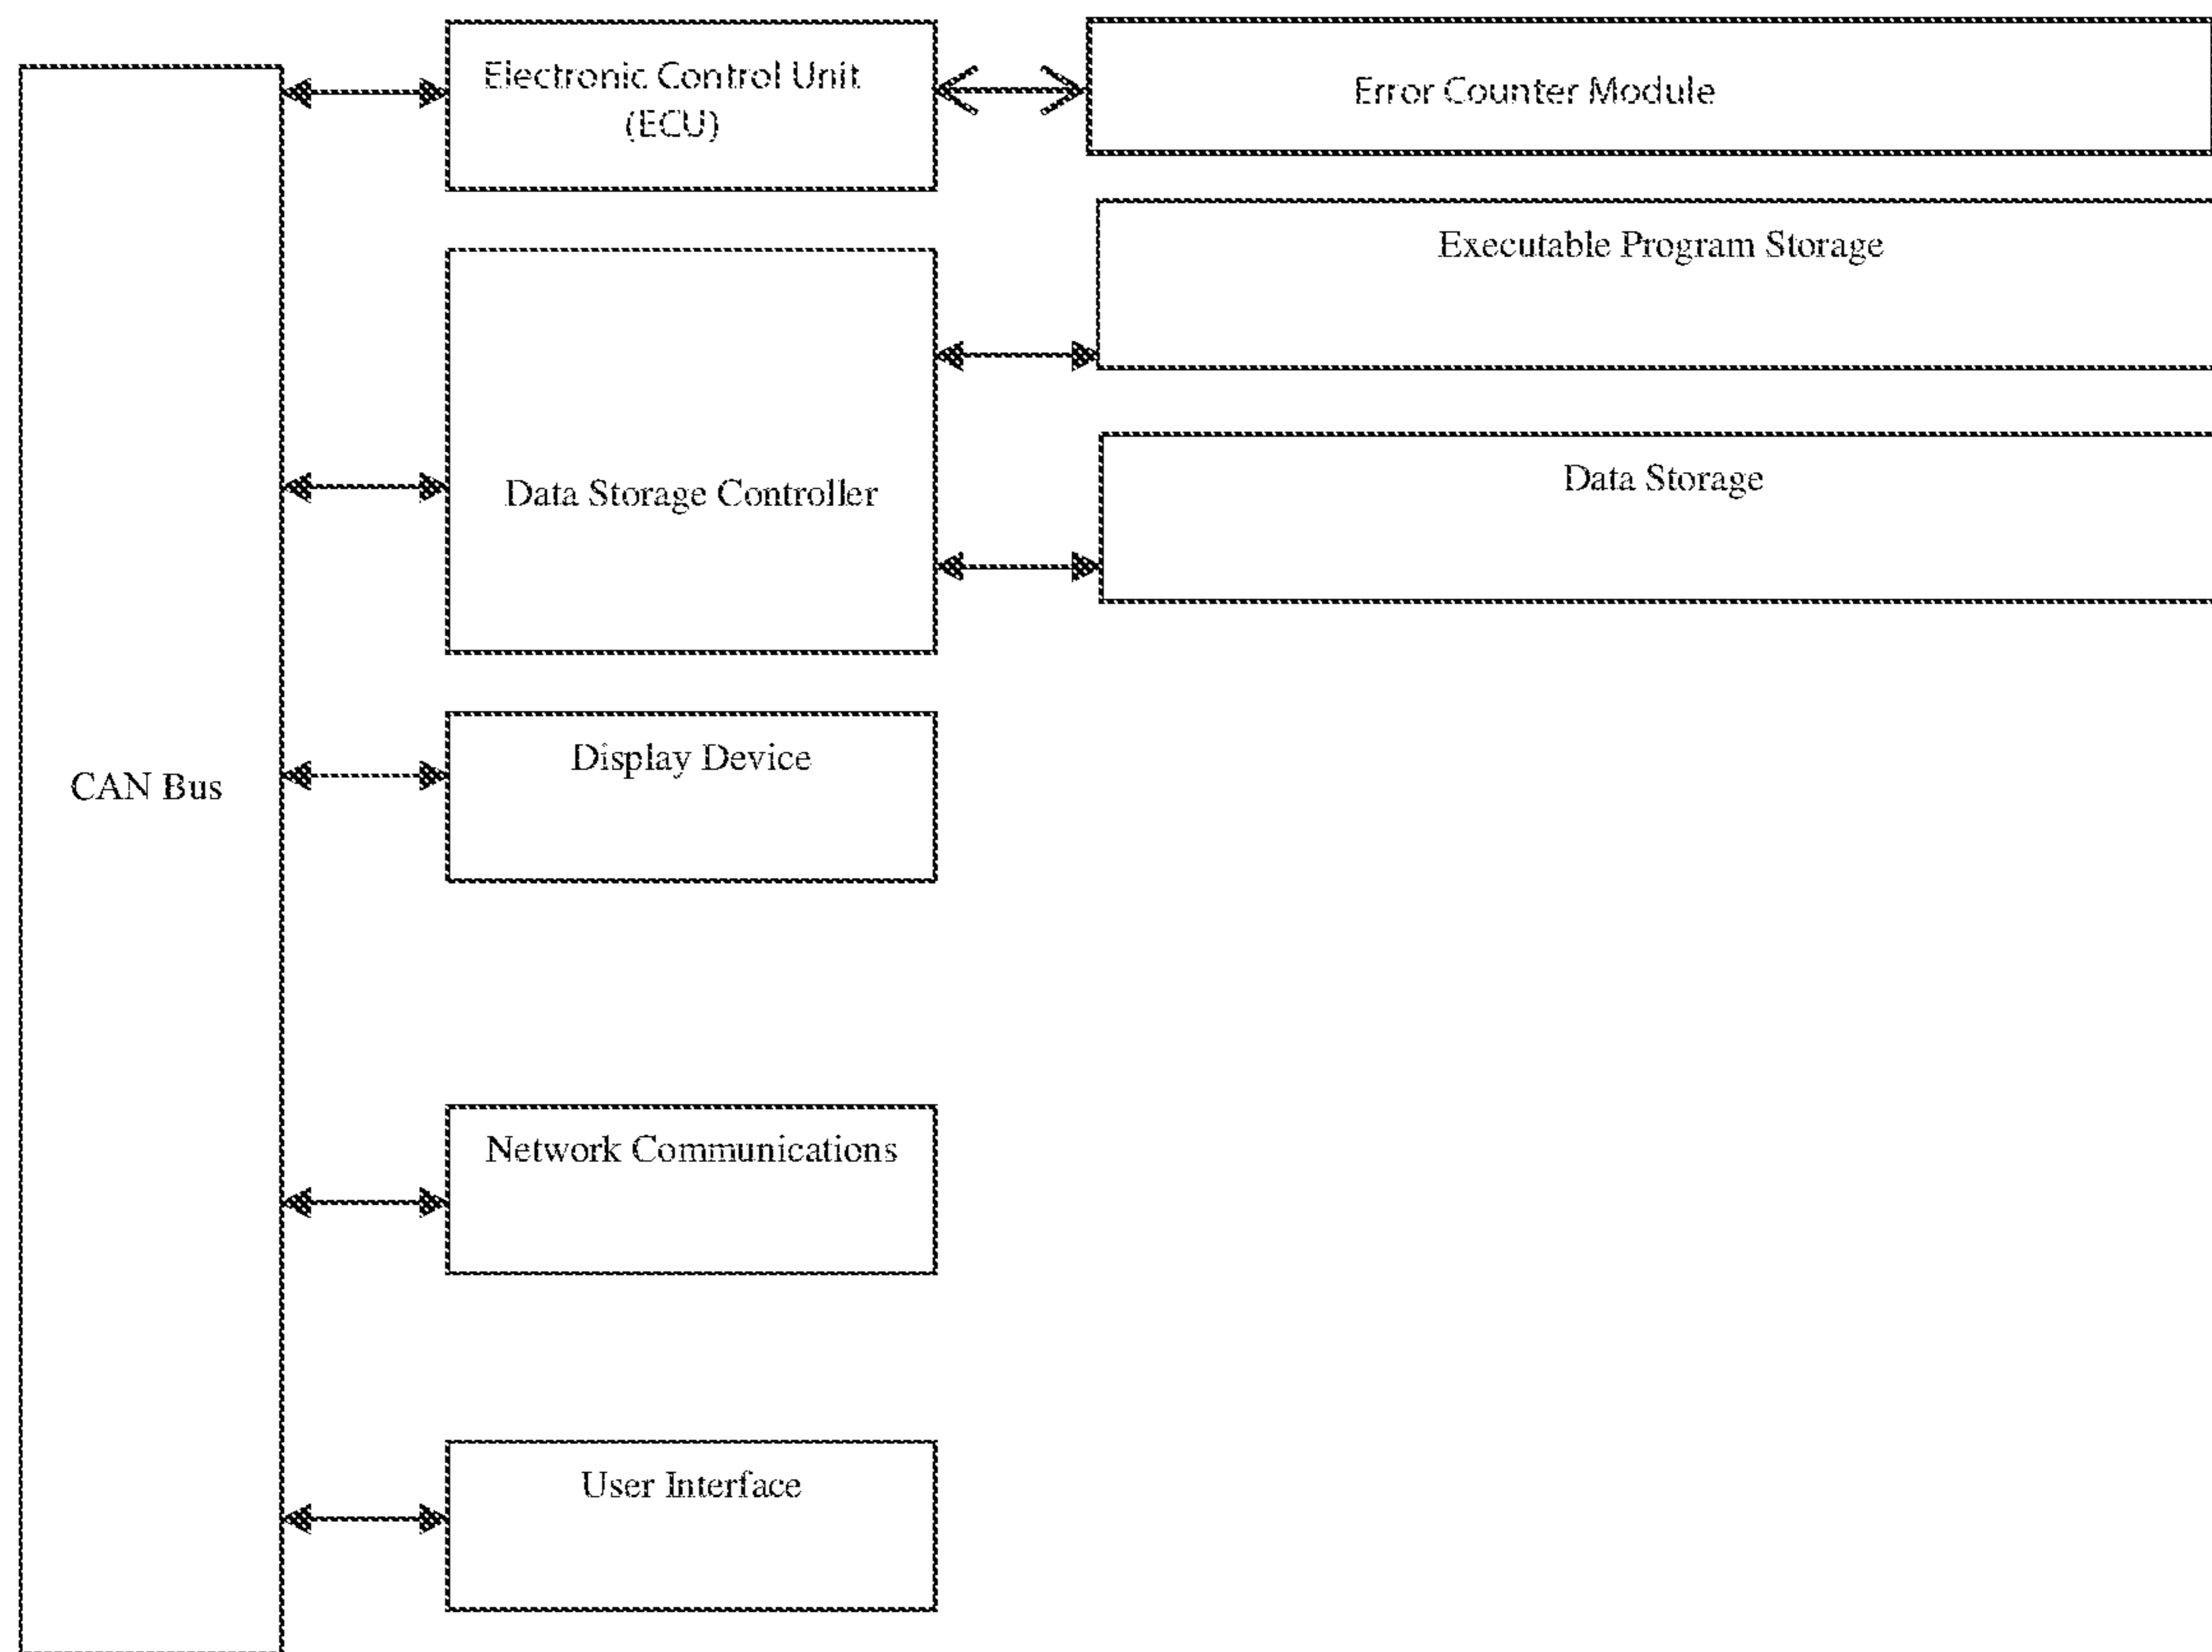 Electronic Control Unit
(ECU)
Error Counter Module
Executable Program Storage
Data Storage Controller
Data Storage
Display Device
CAN Bus
Network Communications
User Interface